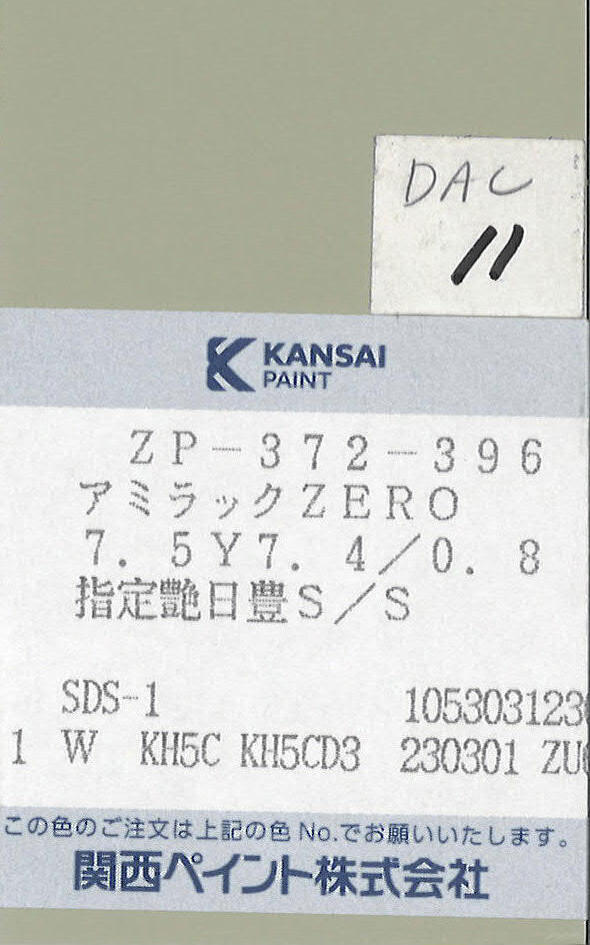 DAC
11
KANSAI
PAINT
ZP-372-396
アミラックZERO
7.5Y7.4/0.8
指定艶日豊S/S
SDS-1 1053031230
1 W KH5C KH5CD3 230301 ZU
この色のご注文は上記の色No.でお願いいたします。
関西ペイント株式会社